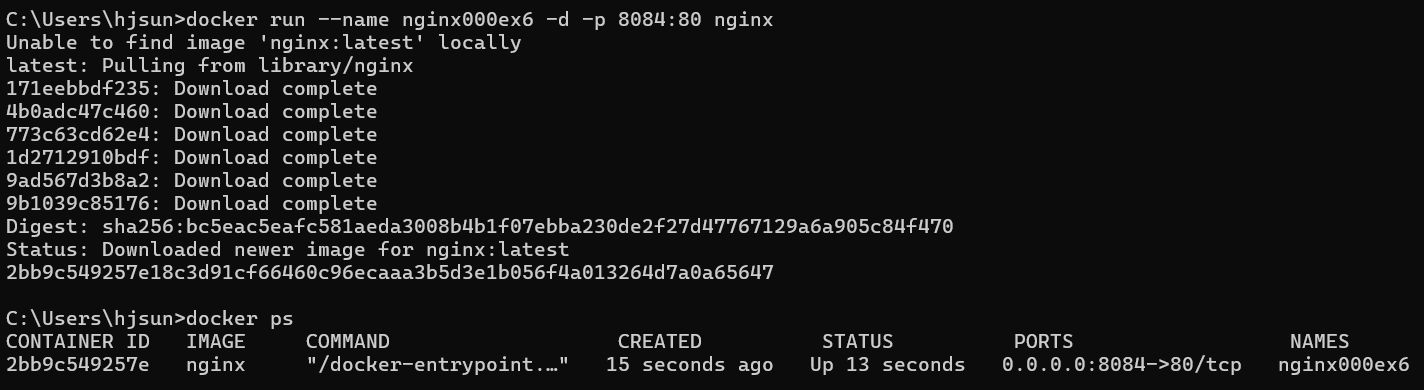 C:\Users\hjsun>docker run --name nginx000ex6 -d -p 8084:80 nginx
Unable to find image 'nginx:latest' locally
latest: Pulling from library/nginx
171eebbdf235: Download complete
4b0adc47c460: Download complete
773c63cd62e4: Download complete
1d2712910bdf: Download complete
9ad567d3b8a2: Download complete
9b1039c85176: Download complete
Digest: sha256:bc5eac5eafc581aeda3008b4b1f07ebba230de2f27d47767129a6a905c84f470
Status: Downloaded newer image for nginx:latest
2bb9c549257e18c3d91cf66460c96ecaaa3b5d3e1b056f4a013264d7a0a65647
C:\Users\hjsun>docker ps
CONTAINER ID   IMAGE     COMMAND                   CREATED          STATUS          PORTS                  NAMES
2bb9c549257e   nginx     "/docker-entrypoint.…"   15 seconds ago   Up 13 seconds   0.0.0.0:8084->80/tcp   nginx000ex6